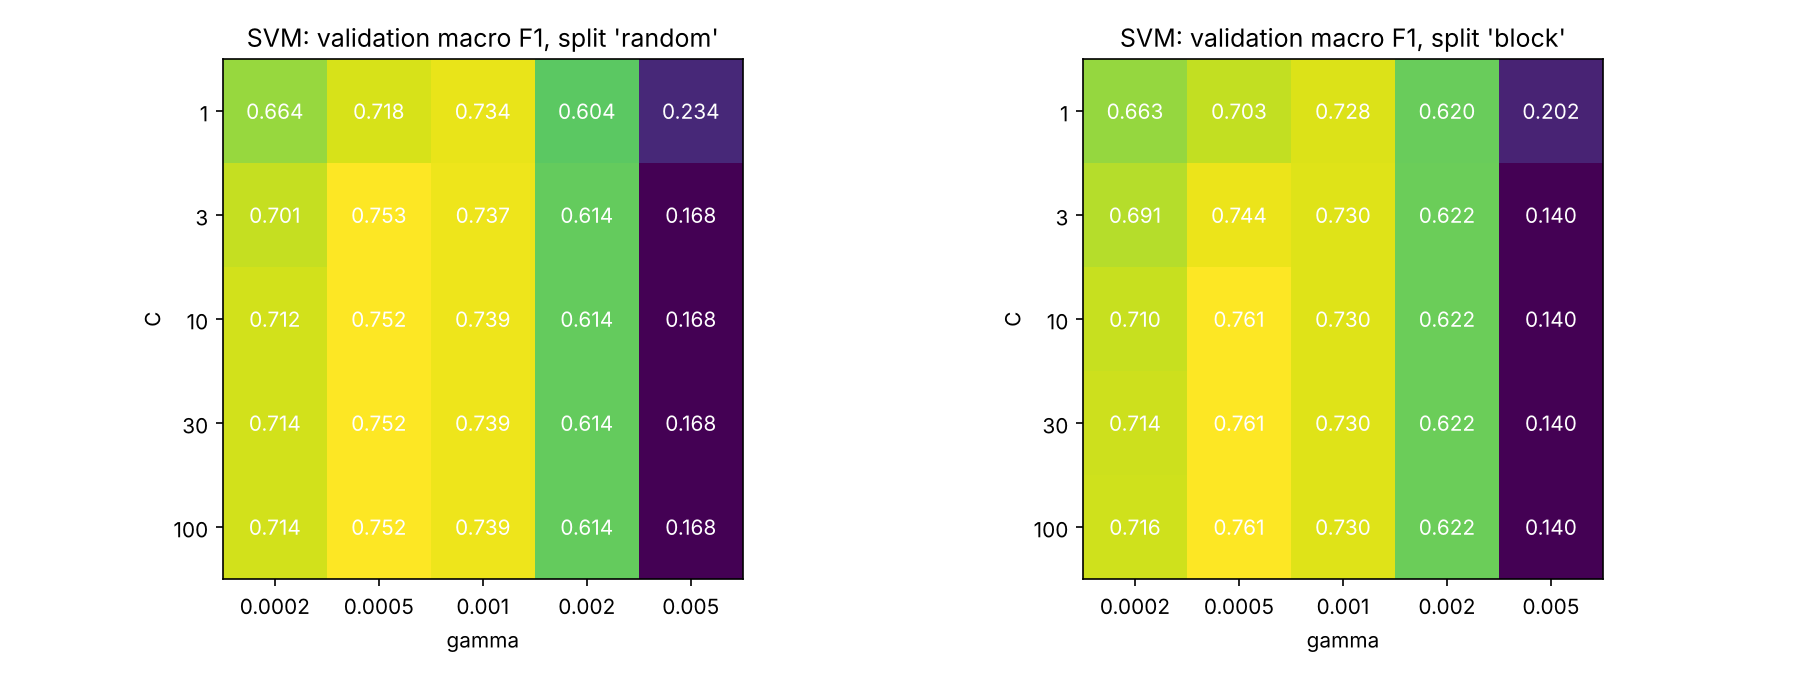 SVM: validation macro F1, split 'random'
1 0.664 0.718 0.734 0.604 0.234
3 0.701 0.753 0.737 0.614 0.168
C 10 0.712 0.752 0.739 0.614 0.168
30 0.714 0.752 0.739 0.614 0.168
100 0.714 0.752 0.739 0.614 0.168
0.0002 0.0005 0.001 0.002 0.005
gamma
SVM: validation macro F1, split 'block'
1 0.663 0.703 0.728 0.620 0.202
3 0.691 0.744 0.730 0.622 0.140
C 10 0.710 0.761 0.730 0.622 0.140
30 0.714 0.761 0.730 0.622 0.140
100 0.716 0.761 0.730 0.622 0.140
0.0002 0.0005 0.001 0.002 0.005
gamma